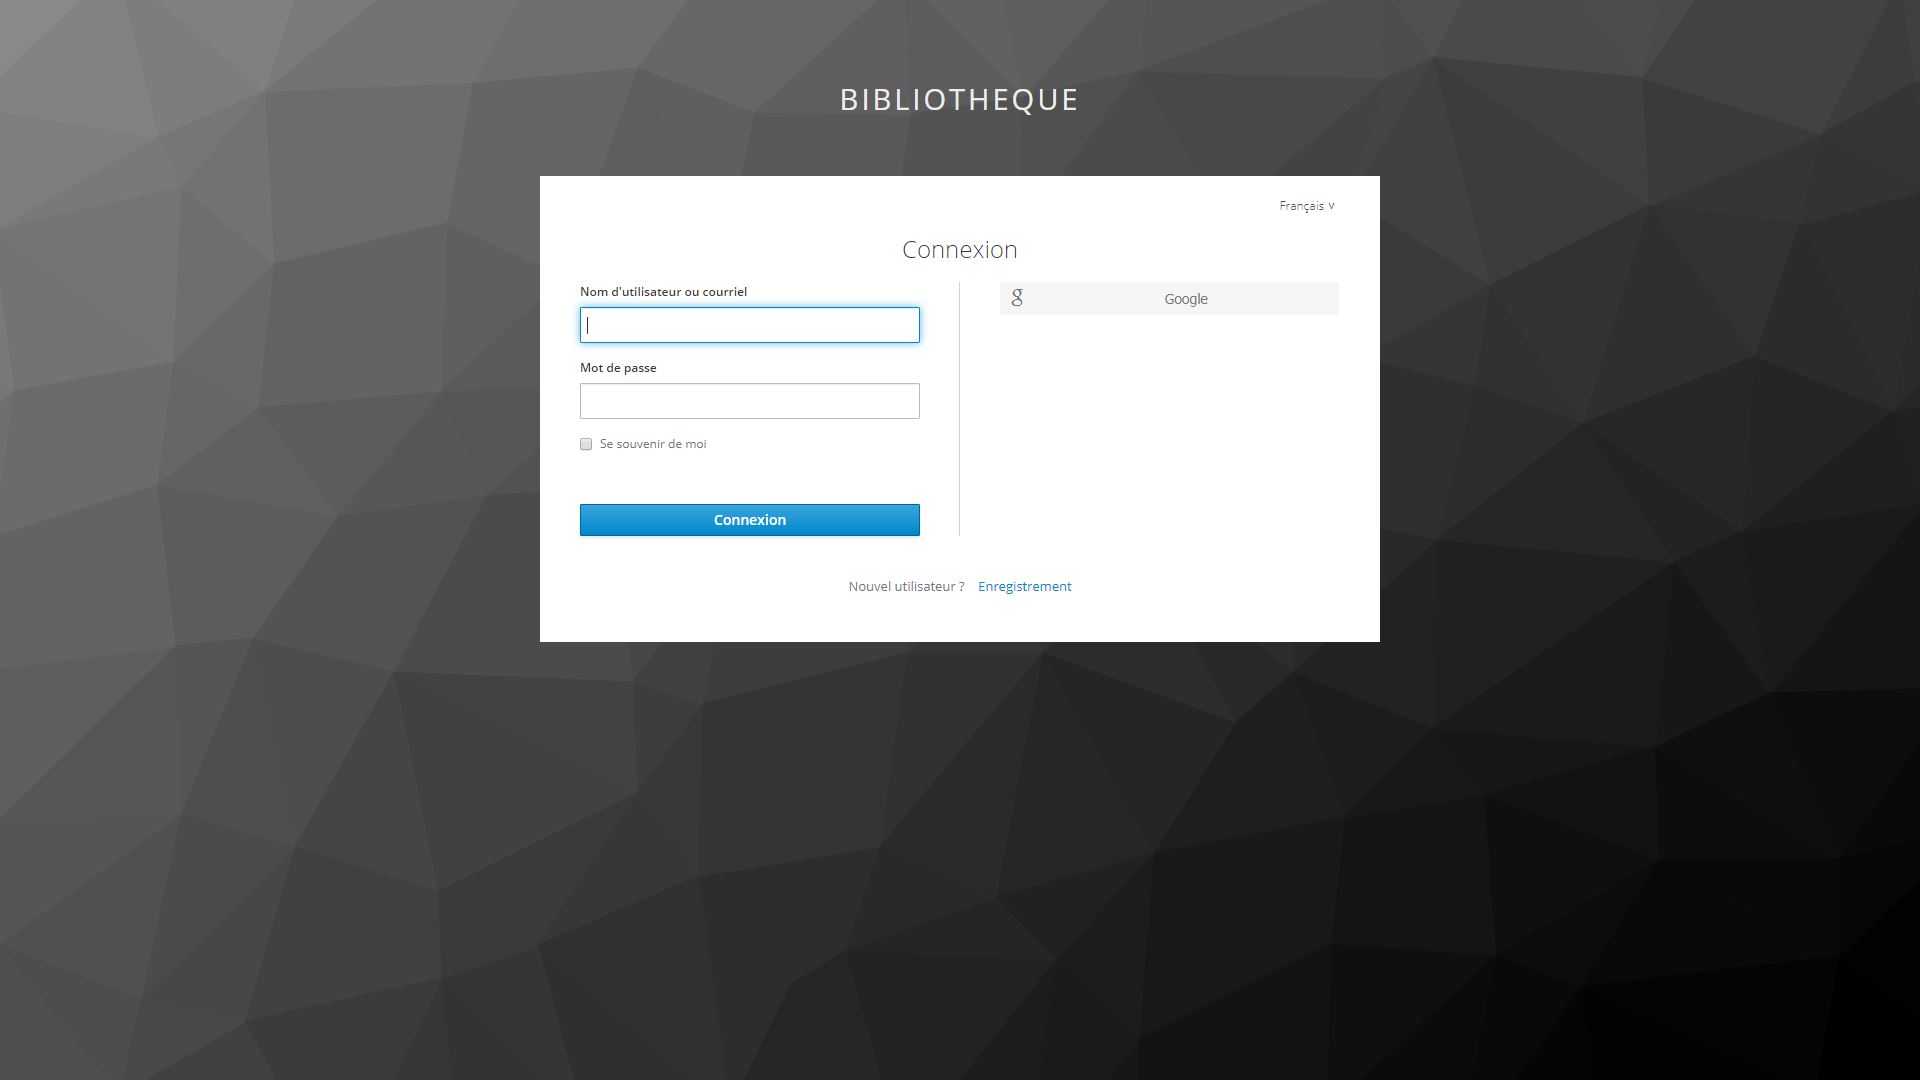 BIBLIOTHEQUE
Français v
Connexion
Nom d'utilisateur ou courriel
Mot de passe
Se souvenir de moi
Connexion
g Google
Nouvel utilisateur ? Enregistrement